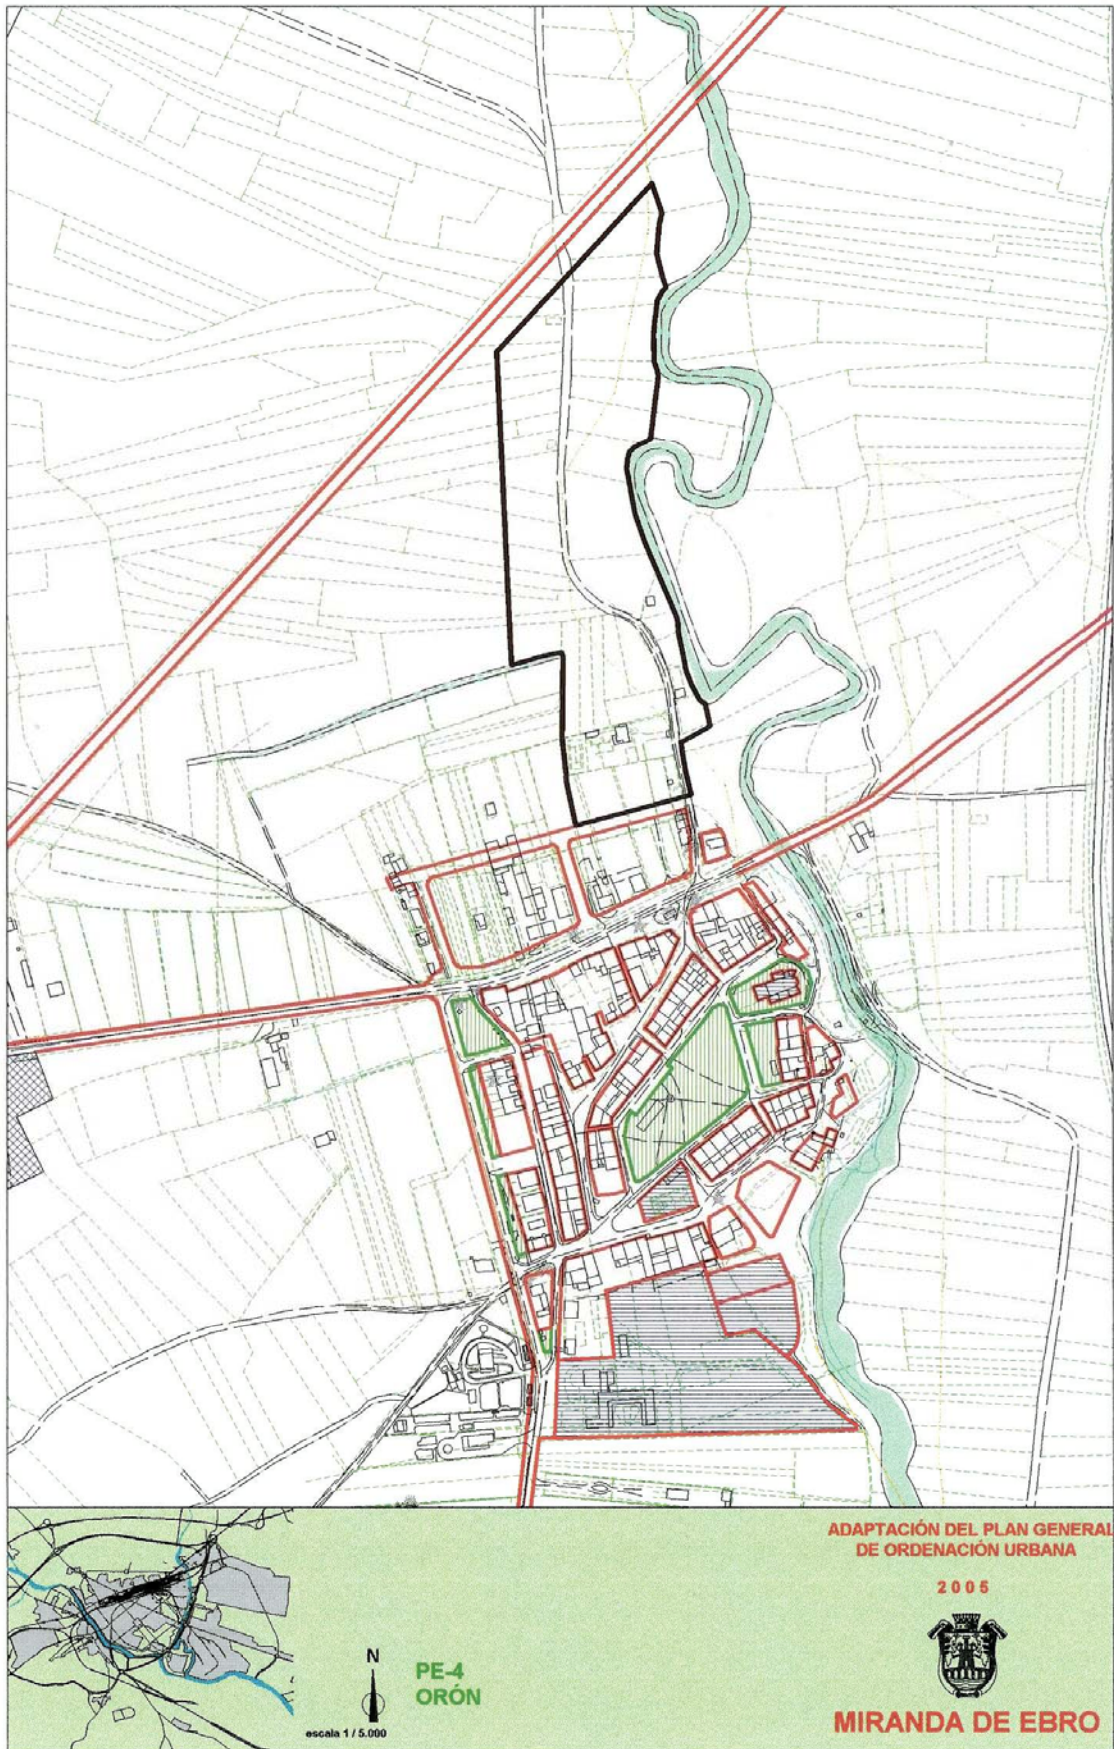 ADAPTACIÓN DEL PLAN GENERAL
DE ORDENACIÓN URBANA
2005
N
PE-4
ORÓN
escala 1 / 5.000
MIRANDA DE EBRO